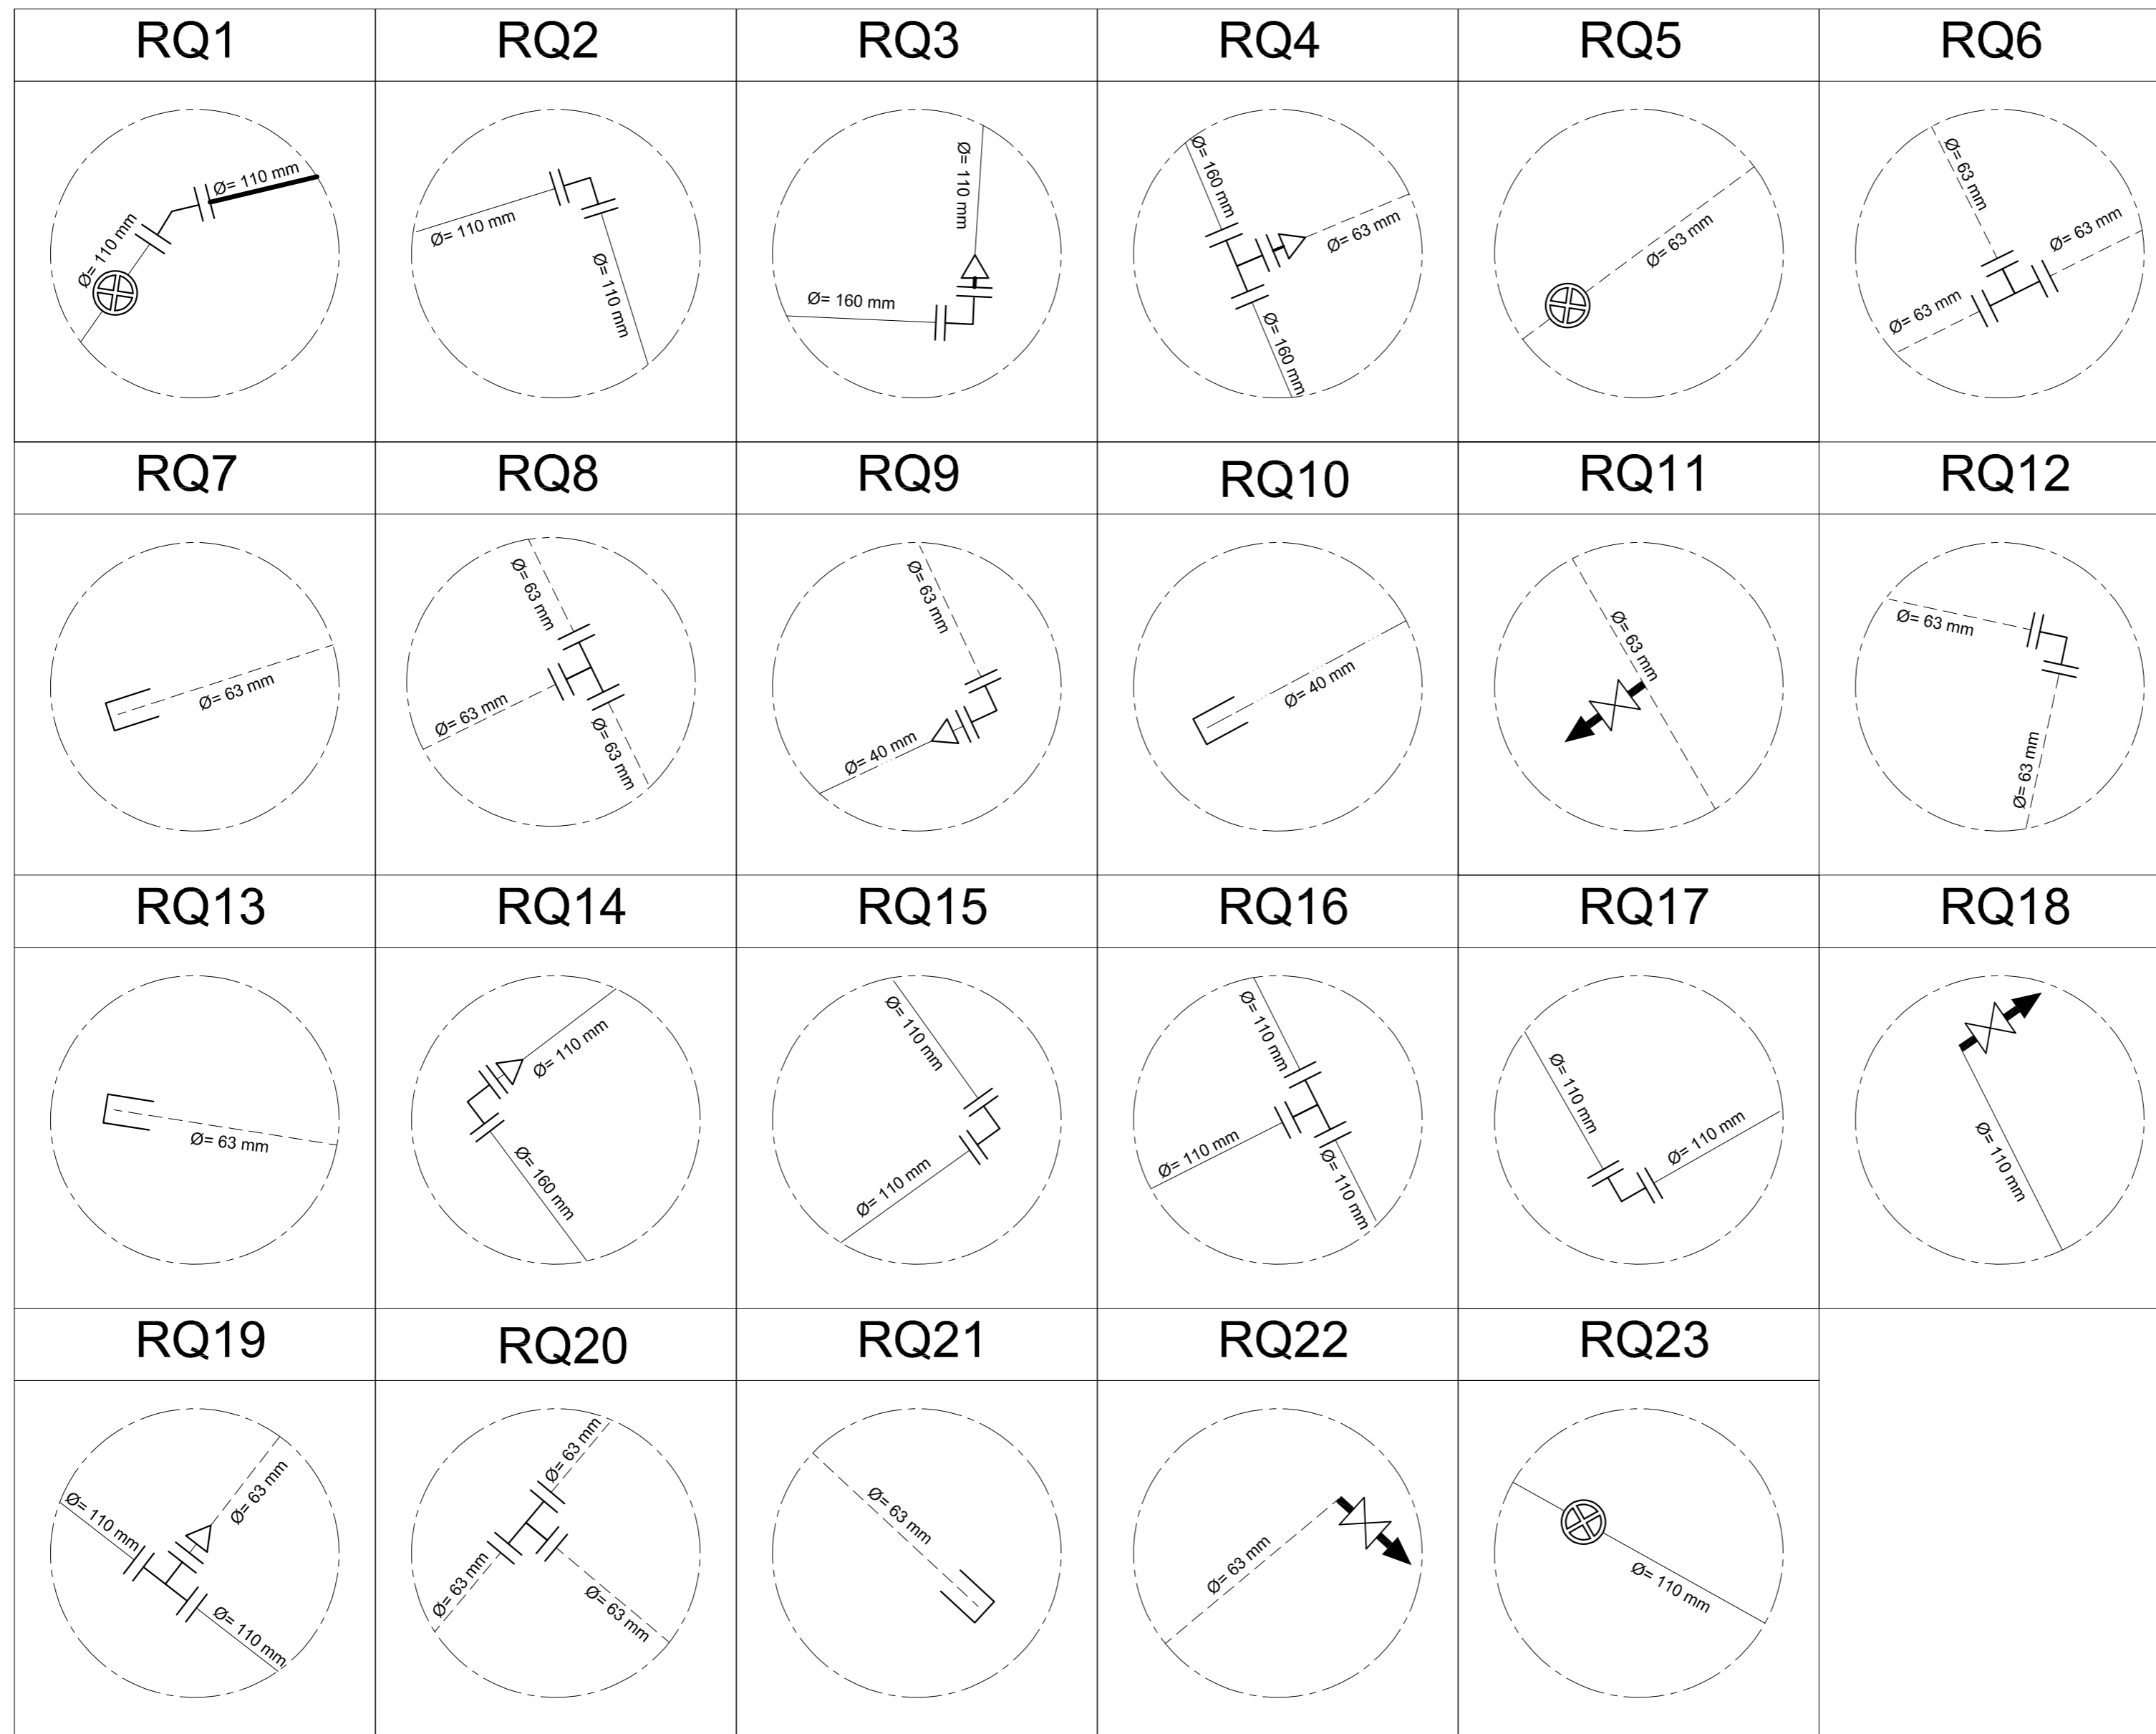 RQ1
RQ2
RQ3
RQ4
RQ5
RQ6
Ø= 110 mm
Ø= 110 mm
Ø= 110 mm
Ø= 110 mm
Ø= 110 mm
Ø= 160 mm
Ø= 160 mm
Ø= 63 mm
Ø= 160 mm
Ø= 63 mm
Ø= 63 mm
Ø= 63 mm
Ø= 63 mm
RQ7
RQ8
RQ9
RQ10
RQ11
RQ12
Ø= 63 mm
Ø= 63 mm
Ø= 63 mm
Ø= 63 mm
Ø= 63 mm
Ø= 40 mm
Ø= 40 mm
Ø= 63 mm
Ø= 63 mm
Ø= 63 mm
RQ13
RQ14
RQ15
RQ16
RQ17
RQ18
Ø= 63 mm
Ø= 110 mm
Ø= 160 mm
Ø= 110 mm
Ø= 110 mm
Ø= 110 mm
Ø= 110 mm
Ø= 110 mm
Ø= 110 mm
Ø= 110 mm
Ø= 110 mm
RQ19
RQ20
RQ21
RQ22
RQ23
Ø= 110 mm
Ø= 63 mm
Ø= 110 mm
Ø= 63 mm
Ø= 63 mm
Ø= 63 mm
Ø= 63 mm
Ø= 63 mm
Ø= 110 mm